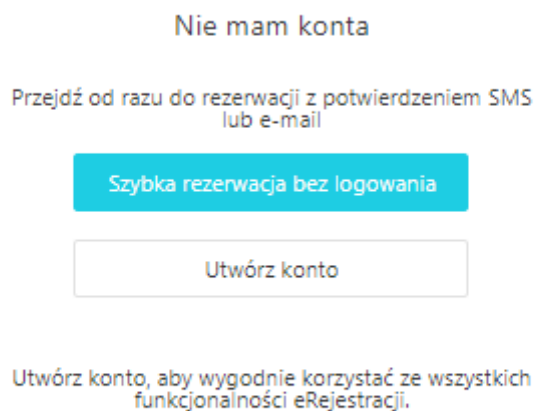 Nie mam konta
Przejdź od razu do rezerwacji z potwierdzeniem SMS
lub e-mail
Szybka rezerwacja bez logowania
Utwórz konto
Utwórz konto, aby wygodnie korzystać ze wszystkich
funkcjonalności eRejestracji.